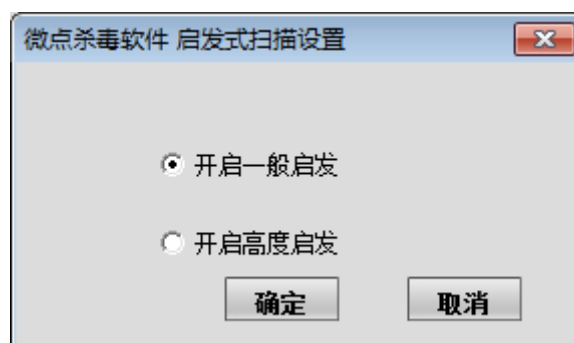 微点杀毒软件 启发式扫描设置
开启一般启发
开启高度启发
确定 取消